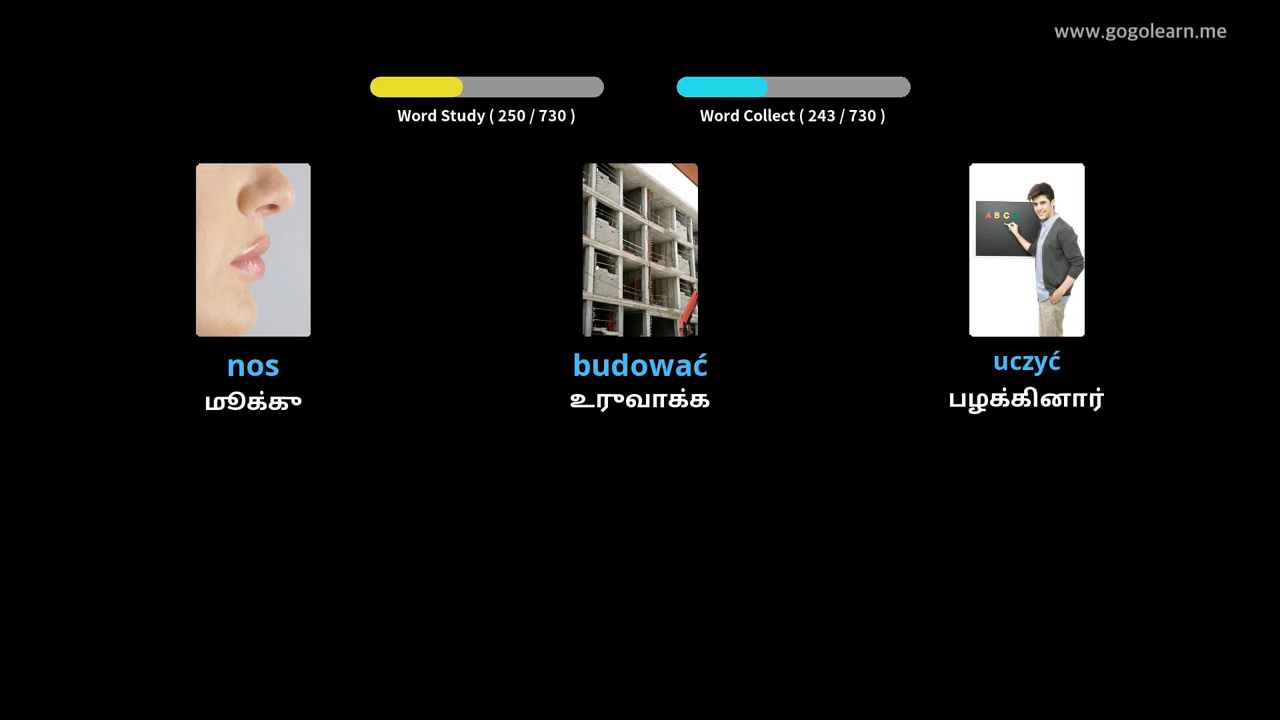 www.gogolearn.me
Word Study ( 250 / 730 )
Word Collect ( 243 / 730 )
A B C D
nos
budować
uczyć
மூக்கு
உருவாக்க
பழக்கினார்